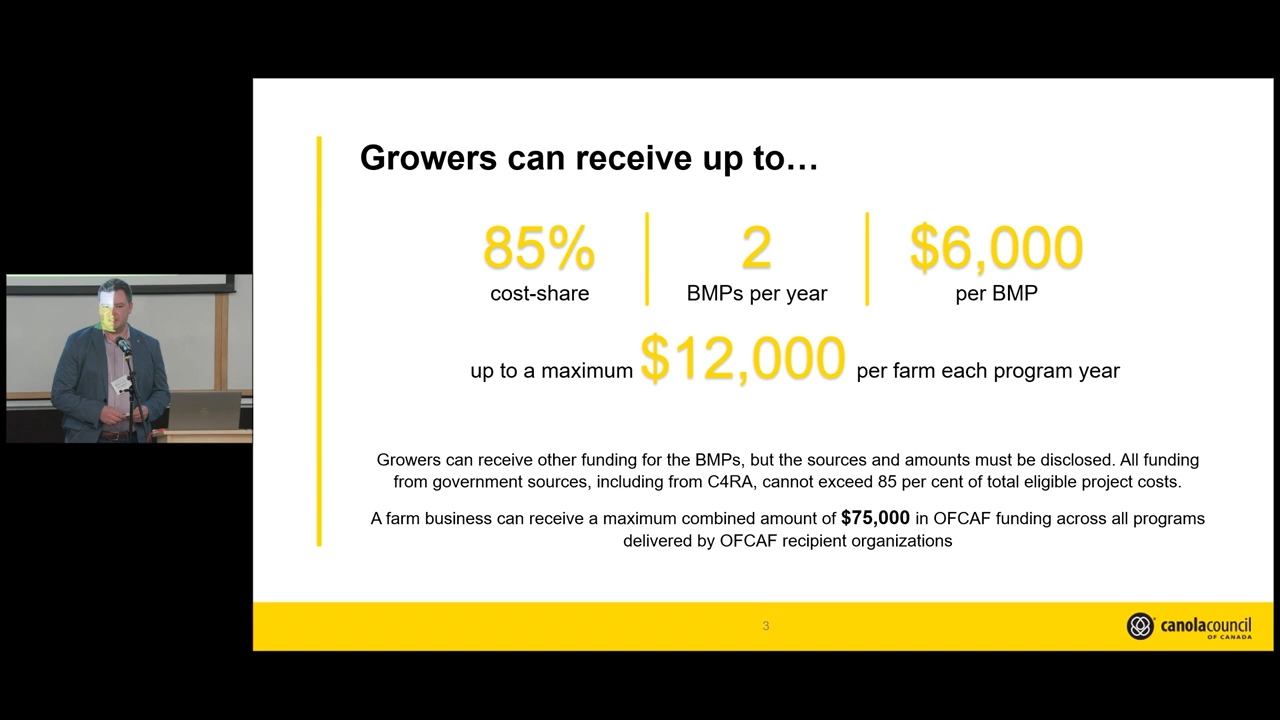 Growers can receive up to…
85%
cost-share
2
BMPs per year
$6,000
per BMP
up to a maximum $12,000 per farm each program year
Growers can receive other funding for the BMPs, but the sources and amounts must be disclosed. All funding
from government sources, including from C4RA, cannot exceed 85 per cent of total eligible project costs.
A farm business can receive a maximum combined amount of $75,000 in OFCAF funding across all programs
delivered by OFCAF recipient organizations
3
canolacouncil
OF CANADA